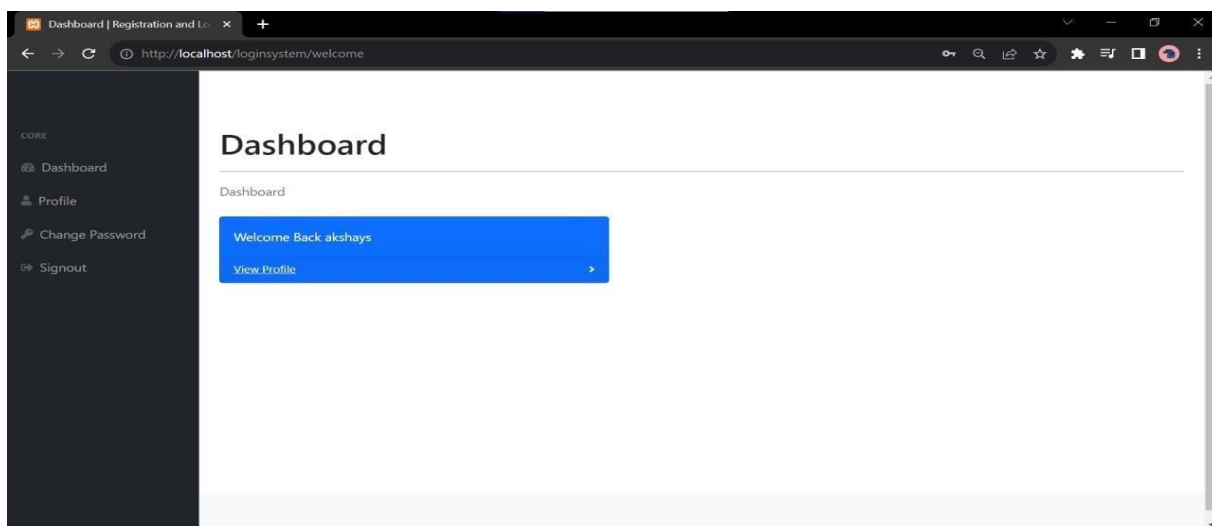 Dashboard | Registration and Lo
http://localhost/loginsystem/welcome
CORE
Dashboard
Profile
Change Password
Signout
Dashboard
Dashboard
Welcome Back akshays
View Profile